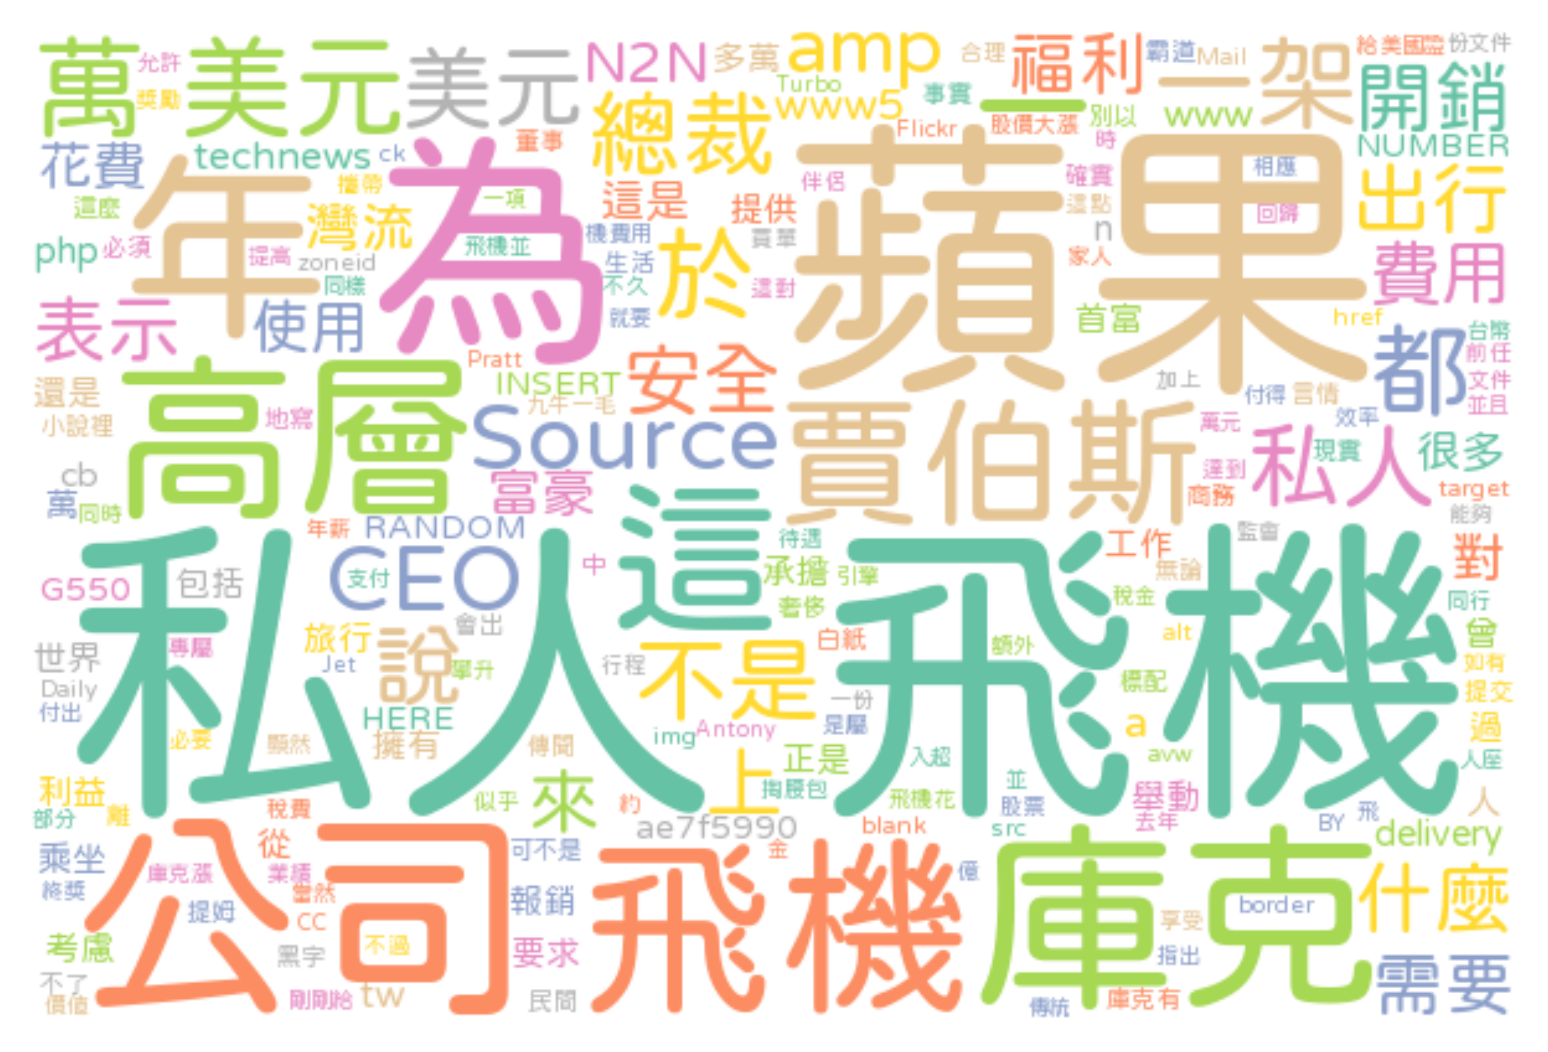 萬美元
允許
獎勵
美元
N2N
多萬
amp
合理
福利
霸道
Mail
一架
給美國證
份文件
開銷
NUMBER
Turbo
www5
事實
一
別以
www
Flickr
股價大漲
時
總裁
董事
花費
technews
ck
年
為
蘋果
相應
回歸
確實
這點
n
家人
出行
費用
這麼
攜帶
灣流
一項
飛機並
這是
提供
伴侶
機費用
買單
php
必須
提高
zoneid
同樣
生活
不久
就要
於
這對
首富
href
台幣
前任
文件
並且
表示
使用
Pratt
INSERT
安全
都
加上
付得
言情
效率
還是
小說裡
高層
地寫
九牛一毛
Source
賈伯斯
萬元
達到
商務
私人
現實
很多
target
能夠
cb
萬
同時
年薪
RANDOM
富豪
這
待遇
承擔
引擎
奢侈
工作
無論
監會
對
同行
G550
包括
CEO
支付
中
私人飛機
稅金
alt
曾
如有
提交
世界
Daily
付出
專屬
旅行
Jet
說
會出
攀升
行程
不是
白紙
一份
是屬
額外
標配
a
avw
過
人座
必要
顯然
HERE
擁有
傳聞
img
Antony
上
正是
掏腰包
入超
飛機花
並
股票
舉動
去年
人
利益
部分
離
稅費
從
似乎
來
約
ae7f5990
blank
src
BY
飛
delivery
乘坐
終獎
庫克漲
業績
當然
提姆
CC
公司飛機
可不是
報銷
金
億
庫克
border
享受
指出
什麼
考慮
不了
價值
黑字
不過
剛剛給
tw
要求
民間
傳統
庫克有
需要